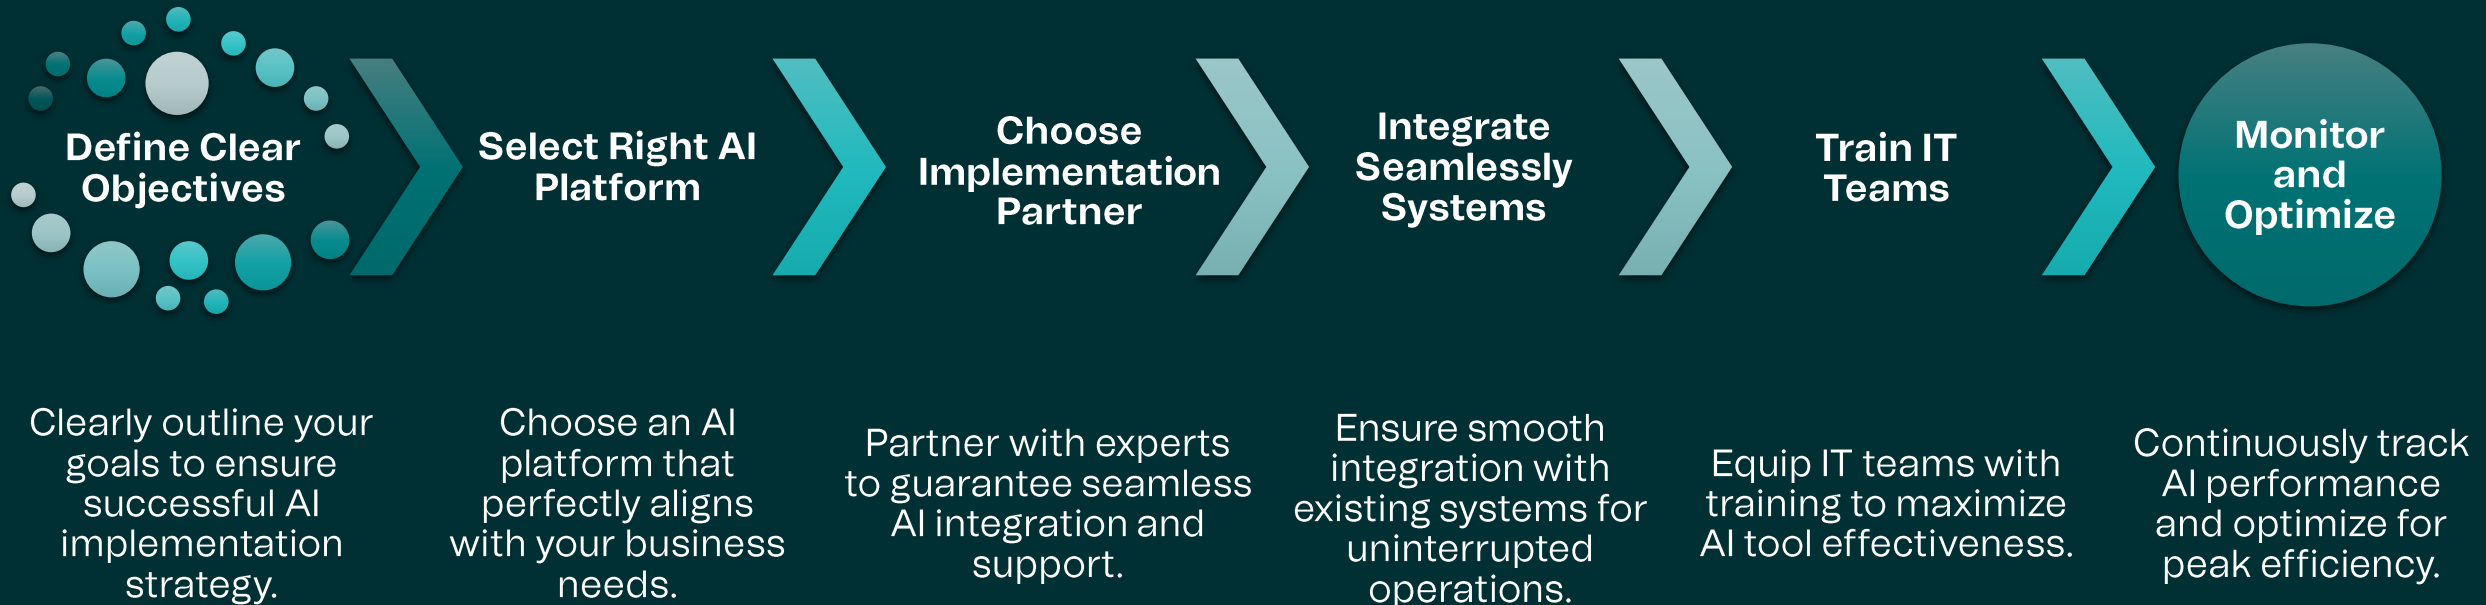 Define Clear
Objectives
Select Right AI
Platform
Choose
Implementation
Partner
Integrate
Seamlessly
Systems
Train IT
Teams
Monitor
and
Optimize
Clearly outline your
goals to ensure
successful AI
implementation
strategy.
Choose an AI
platform that
perfectly aligns
with your business
needs.
Partner with experts
to guarantee seamless
AI integration and
support.
Ensure smooth
integration with
existing systems for
uninterrupted
operations.
Equip IT teams with
training to maximize
AI tool effectiveness.
Continuously track
AI performance
and optimize for
peak efficiency.